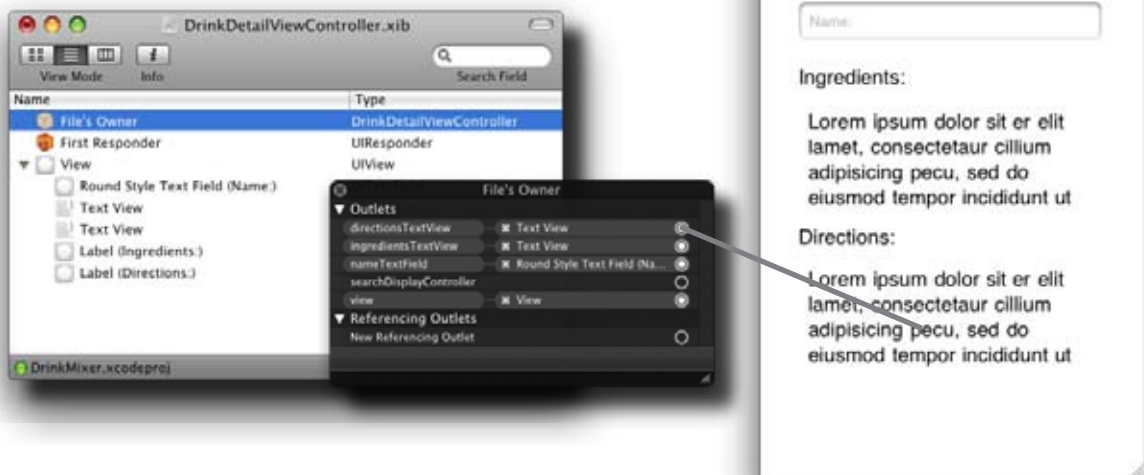 DrinkDetailViewController.xib
View Mode
Info
Search Field
Name
Type
File's Owner
DrinkDetailViewController
First Responder
UIResponder
View
UIView
Round Style Text Field (Name:)
Text View
Text View
Label (Ingredients:)
Label (Directions:)
DrinkMixer.xcodeproj
File's Owner
Outlets
directionsTextView
Text View
ingredientsTextView
Text View
nameTextField
Round Style Text Field (Na...
searchDisplayController
view
View
Referencing Outlets
New Referencing Outlet
Name:
Ingredients:
Lorem ipsum dolor sit er elit
lamet, consectetaur cillium
adipisicing pecu, sed do
eiusmod tempor incididunt ut
Directions:
Lorem ipsum dolor sit er elit
lamet, consectetaur cillium
adipisicing pecu, sed do
eiusmod tempor incididunt ut